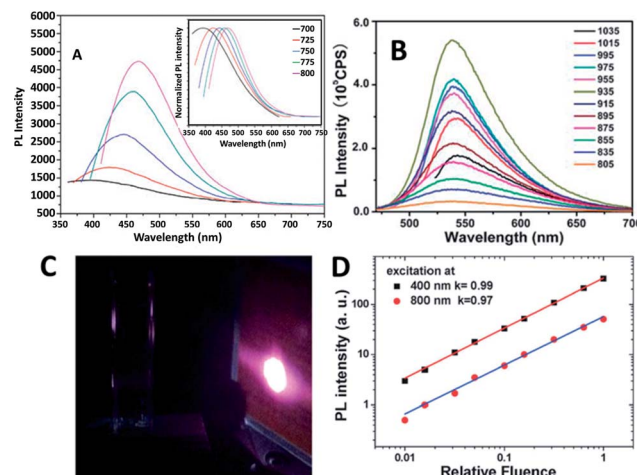 A
PL Intensity
6000
5500
5000
4500
4000
3500
3000
2500
2000
1500
1000
500
350 400 450 500 550 600 650 700 750
Wavelength (nm)
Normalized PL intensity
700
725
750
775
800
350 400 450 500 550 600 650 700 750
Wavelength (nm)
B
PL Intensity (10⁵CPS)
6.0
4.0
2.0
0.0
500 550 600 650 700
Wavelength (nm)
1035
1015
995
975
955
935
915
895
875
855
835
805
C
D
excitation at
400 nm k= 0.99
800 nm k=0.97
PL intensity (a. u.)
100
10
1
0.01 0.1 1
Relative Fluence